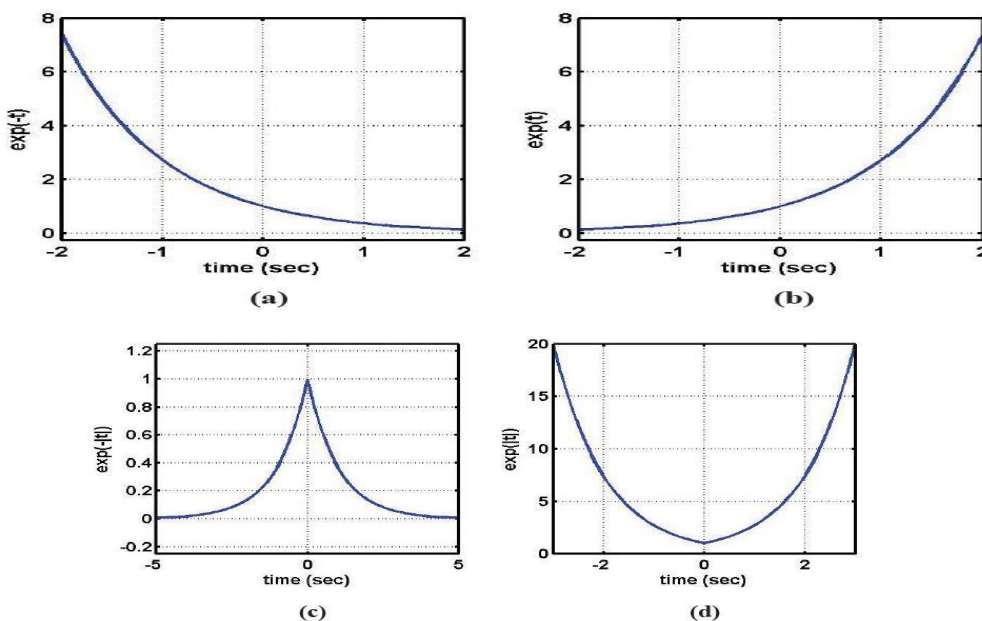 8
6
4
2
0
exp(-t)
-2 -1 0 1 2
time (sec)
(a)
8
6
4
2
0
exp(t)
-2 -1 0 1 2
time (sec)
(b)
1.2
1
0.8
0.6
0.4
0.2
0
-0.2
exp(-|t|)
-5 0 5
time (sec)
(c)
20
15
10
5
0
exp(|t|)
-2 0 2
time (sec)
(d)